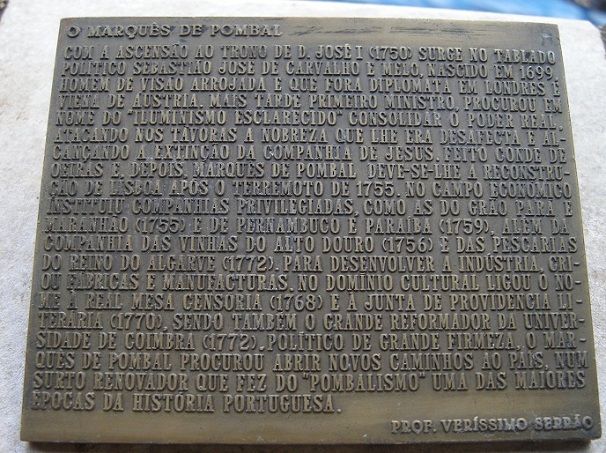 O MARQUÊS DE POMBAL
COM A ASCENSÃO AO TRONO DE D. JOSÉ I (1750) SURGE NO TABLADO
POLÍTICO SEBASTIÃO JOSÉ DE CARVALHO E MELO, NASCIDO EM 1699.
HOMEM DE VISÃO ARROJADA E QUE FORA DIPLOMATA EM LONDRES E
VIENA DE ÁUSTRIA, MAIS TARDE PRIMEIRO MINISTRO, PROCUROU EM
NOME DO "ILUMINISMO ESCLARECIDO" CONSOLIDAR O PODER REAL,
ATACANDO NOS TÁVORAS A NOBREZA QUE LHE ERA DESAFECTA E AL-
CANÇANDO A EXTINÇÃO DA COMPANHIA DE JESUS. FEITO CONDE DE
OEIRAS E, DEPOIS, MARQUÊS DE POMBAL DEVE-SE-LHE A RECONSTRU-
ÇÃO DE LISBOA APÓS O TERREMOTO DE 1755. NO CAMPO ECONÓMICO
INSTITUIU COMPANHIAS PRIVILEGIADAS, COMO AS DO GRÃO PARÁ E
MARANHÃO (1755) E DE PERNAMBUCO E PARAÍBA (1759), ALÉM DA
COMPANHIA DAS VINHAS DO ALTO DOURO (1756) E DAS PESCARIAS
DO REINO DO ALGARVE (1772). PARA DESENVOLVER A INDÚSTRIA, CRI-
OU FÁBRICAS E MANUFACTURAS. NO DOMÍNIO CULTURAL LIGOU O NO-
ME À REAL MESA CENSÓRIA (1768) E À JUNTA DE PROVIDÊNCIA LI-
TERÁRIA (1770), SENDO TAMBÉM O GRANDE REFORMADOR DA UNIVER-
SIDADE DE COIMBRA (1772). POLÍTICO DE GRANDE FIRMEZA, O MAR-
QUÊS DE POMBAL PROCUROU ABRIR NOVOS CAMINHOS AO PAÍS, NUM
SURTO RENOVADOR QUE FEZ DO "POMBALISMO" UMA DAS MAIORES
ÉPOCAS DA HISTÓRIA PORTUGUESA.
PROF. VERÍSSIMO SERRÃO